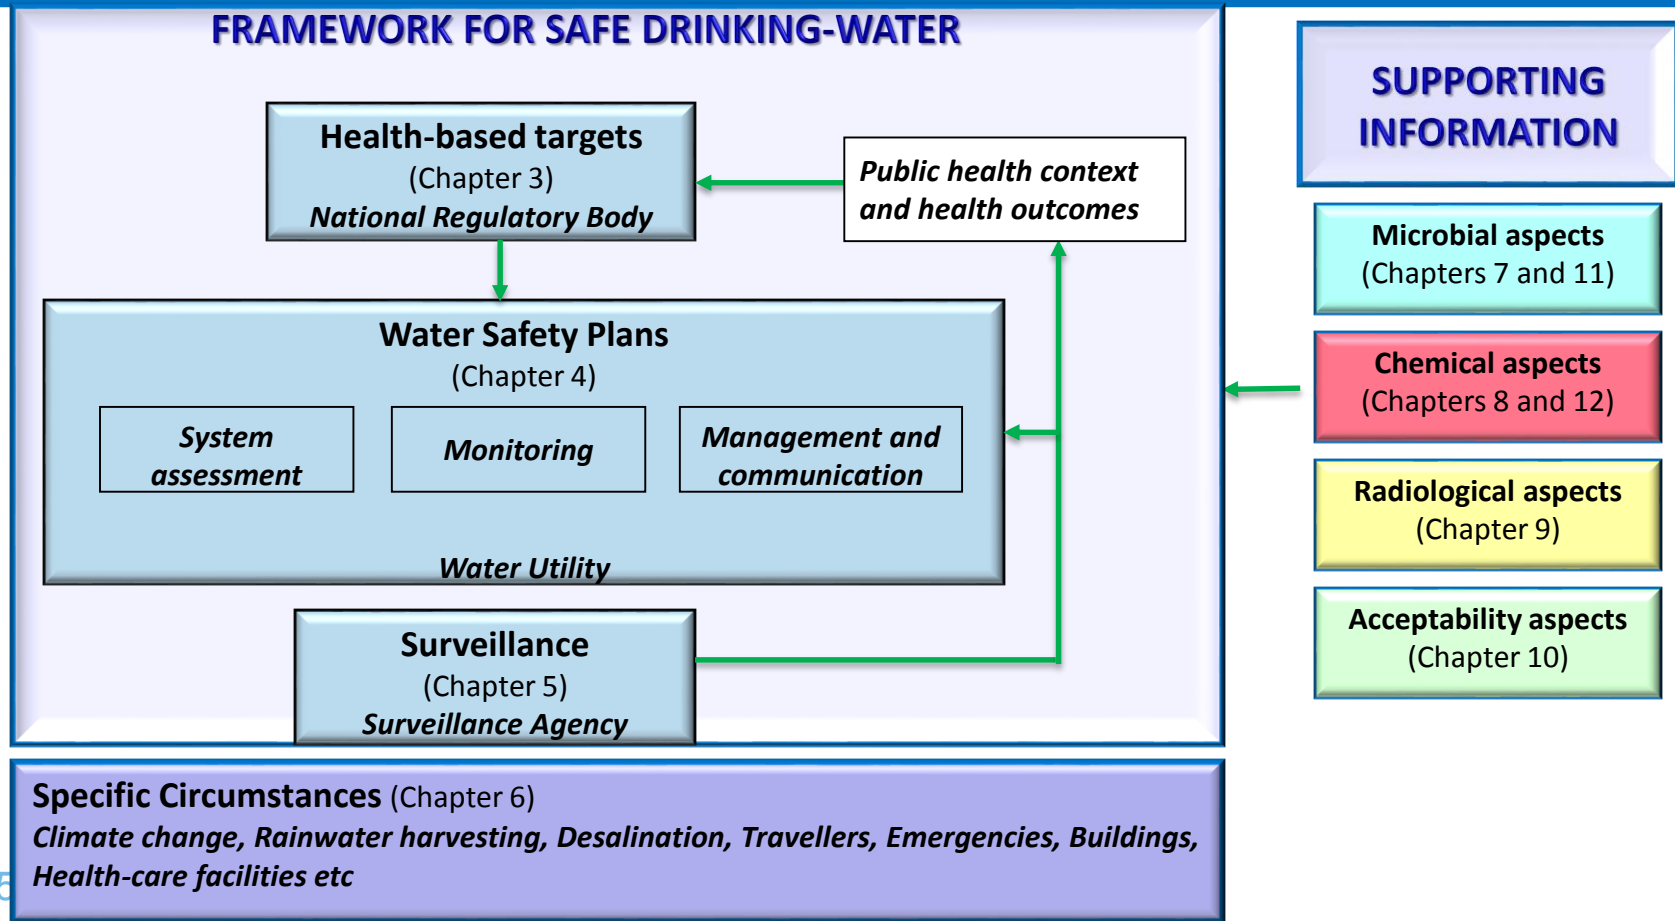 FRAMEWORK FOR SAFE DRINKING-WATER
Health-based targets
(Chapter 3)
National Regulatory Body
Public health context
and health outcomes
Water Safety Plans
(Chapter 4)
System
assessment
Monitoring
Management and
communication
Water Utility
Surveillance
(Chapter 5)
Surveillance Agency
Specific Circumstances (Chapter 6)
Climate change, Rainwater harvesting, Desalination, Travellers, Emergencies, Buildings,
Health-care facilities etc
5
SUPPORTING
INFORMATION
Microbial aspects
(Chapters 7 and 11)
Chemical aspects
(Chapters 8 and 12)
Radiological aspects
(Chapter 9)
Acceptability aspects
(Chapter 10)